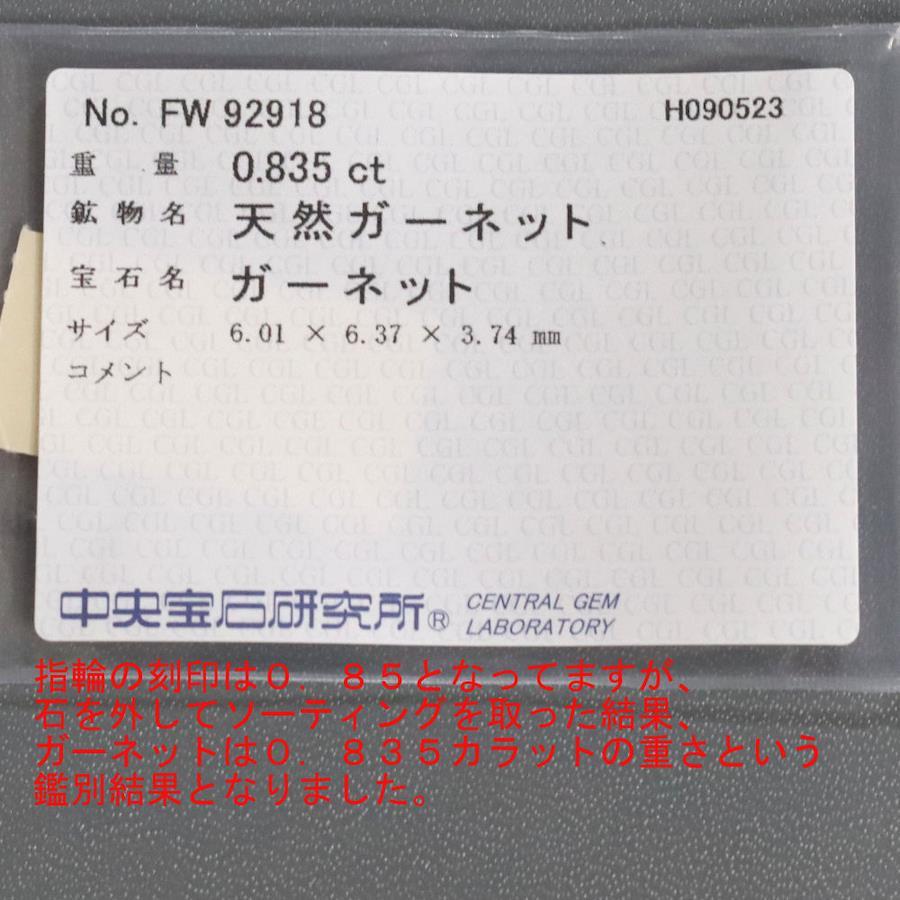 No. FW 92918
H090523
重量 0.835 ct
鉱物名 天然ガーネット
宝石名 ガーネット
サイズ 6.01 × 6.37 × 3.74 mm
コメント
中央宝石研究所® CENTRAL GEM
LABORATORY
指輪の刻印は０．８５となってますが、
石を外してソーティングを取った結果、
ガーネットは０．８３５カラットの重さという
鑑別結果となりました。